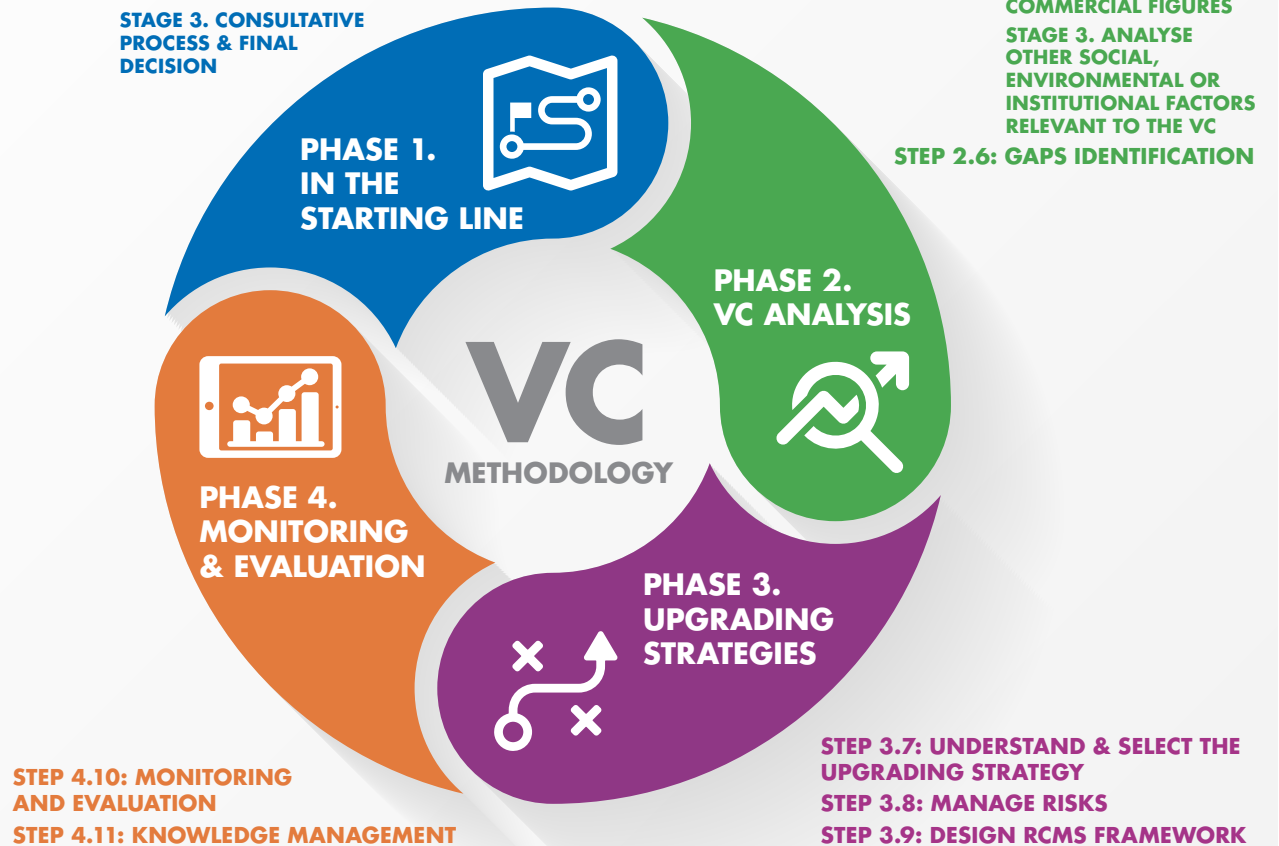 STAGE 3. CONSULTATIVE
PROCESS & FINAL
DECISION
COMMERCIAL FIGURES
STAGE 3. ANALYSE
OTHER SOCIAL,
ENVIRONMENTAL OR
INSTITUTIONAL FACTORS
RELEVANT TO THE VC
STEP 2.6: GAPS IDENTIFICATION
PHASE 1.
IN THE
STARTING LINE
PHASE 2.
VC ANALYSIS
VC
METHODOLOGY
PHASE 4.
MONITORING
& EVALUATION
PHASE 3.
UPGRADING
STRATEGIES
STEP 4.10: MONITORING
AND EVALUATION
STEP 4.11: KNOWLEDGE MANAGEMENT
STEP 3.7: UNDERSTAND & SELECT THE
UPGRADING STRATEGY
STEP 3.8: MANAGE RISKS
STEP 3.9: DESIGN RCMS FRAMEWORK